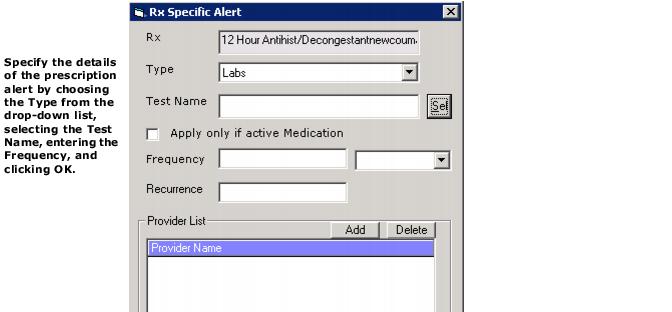 Rx Specific Alert
Specify the details
of the prescription
alert by choosing
the Type from the
drop-down list,
selecting the Test
Name, entering the
Frequency, and
clicking OK.
Rx 12 Hour Antihist/Decongestantnewcoum
Type Labs
Test Name Sel
Apply only if active Medication
Frequency
Recurrence
Provider List
Add Delete
Provider Name